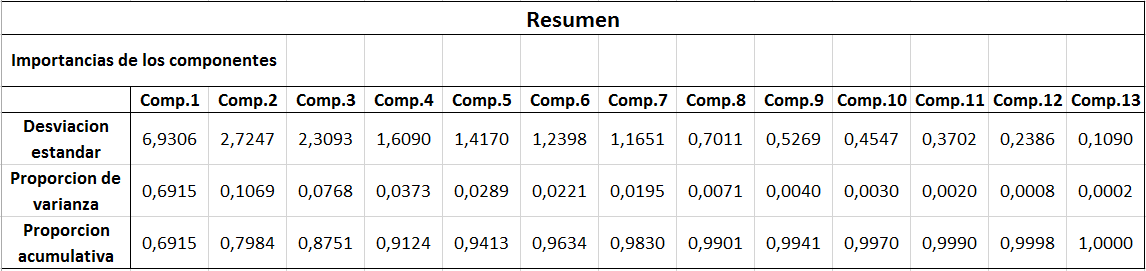 Resumen
Importancias de los componentes
Comp.1 Comp.2 Comp.3 Comp.4 Comp.5 Comp.6 Comp.7 Comp.8 Comp.9 Comp.10 Comp.11 Comp.12 Comp.13
Desviacion estandar 6,9306 2,7247 2,3093 1,6090 1,4170 1,2398 1,1651 0,7011 0,5269 0,4547 0,3702 0,2386 0,1090
Proporcion de varianza 0,6915 0,1069 0,0768 0,0373 0,0289 0,0221 0,0195 0,0071 0,0040 0,0030 0,0020 0,0008 0,0002
Proporcion acumulativa 0,6915 0,7984 0,8751 0,9124 0,9413 0,9634 0,9830 0,9901 0,9941 0,9970 0,9990 0,9998 1,0000